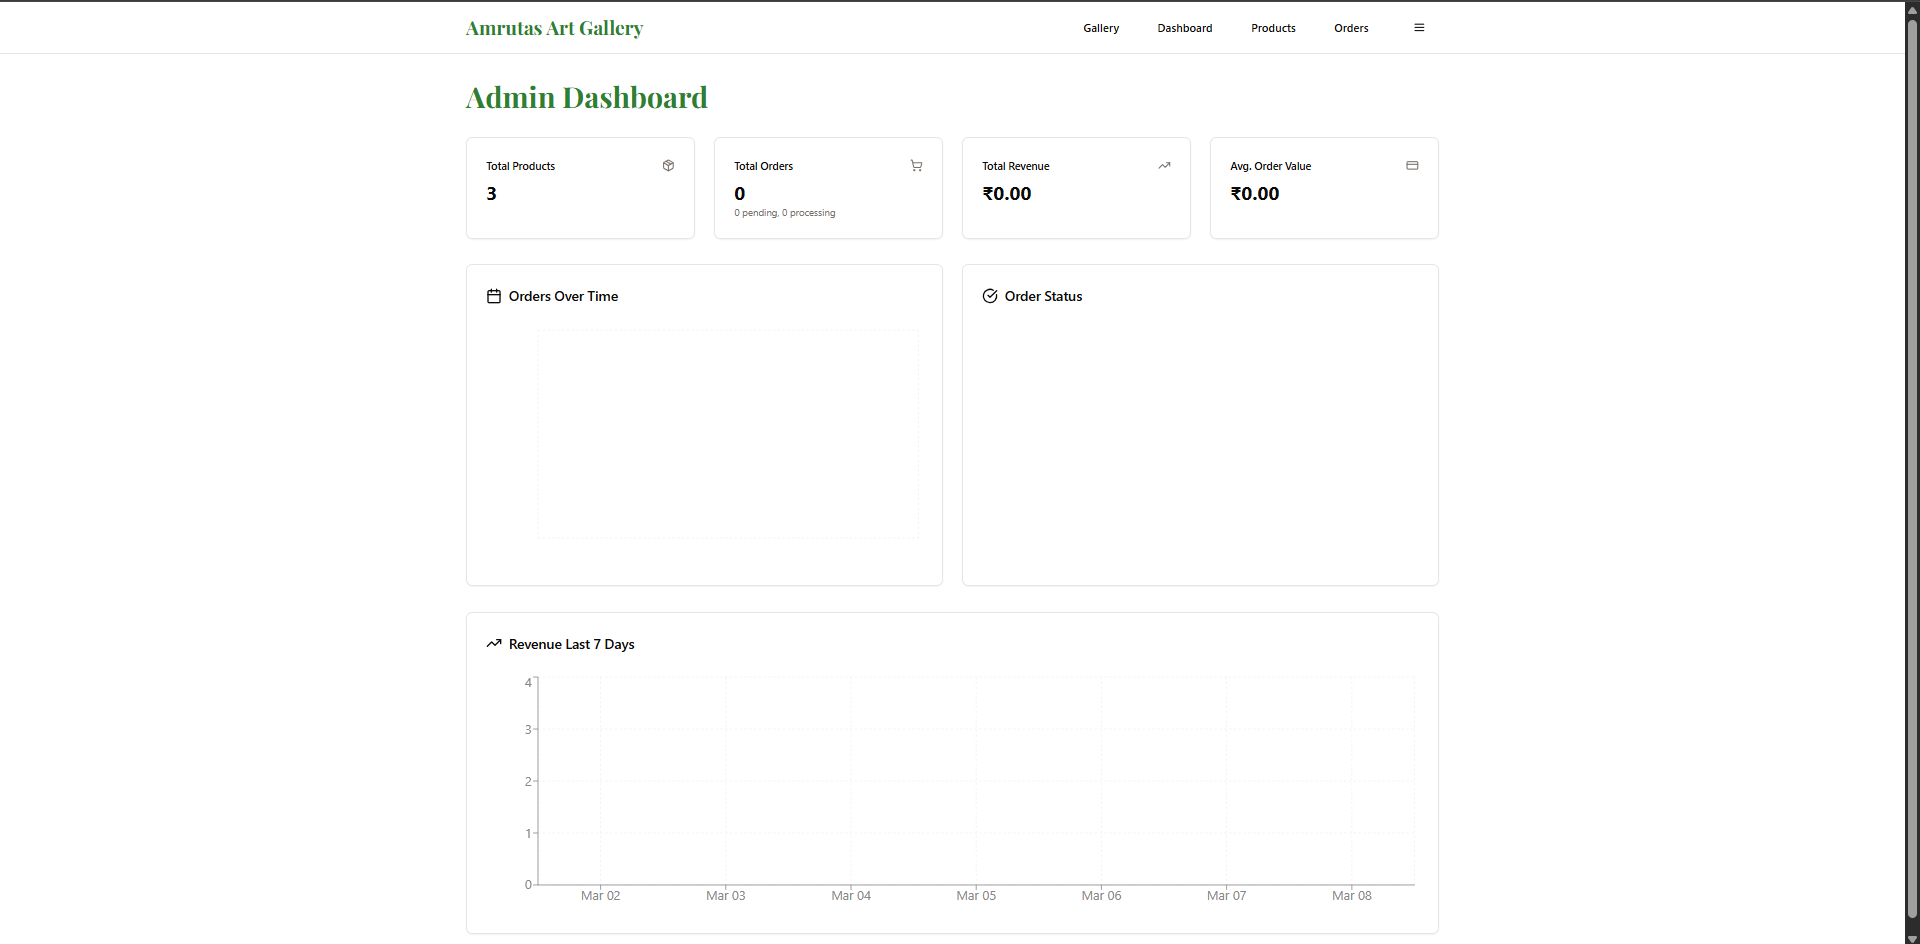 Amrutas Art Gallery
Gallery
Dashboard
Products
Orders
Admin Dashboard
Total Products
3
Total Orders
0
0 pending, 0 processing
Total Revenue
₹0.00
Avg. Order Value
₹0.00
Orders Over Time
Order Status
Revenue Last 7 Days
4
3
2
1
0
Mar 02 Mar 03 Mar 04 Mar 05 Mar 06 Mar 07 Mar 08